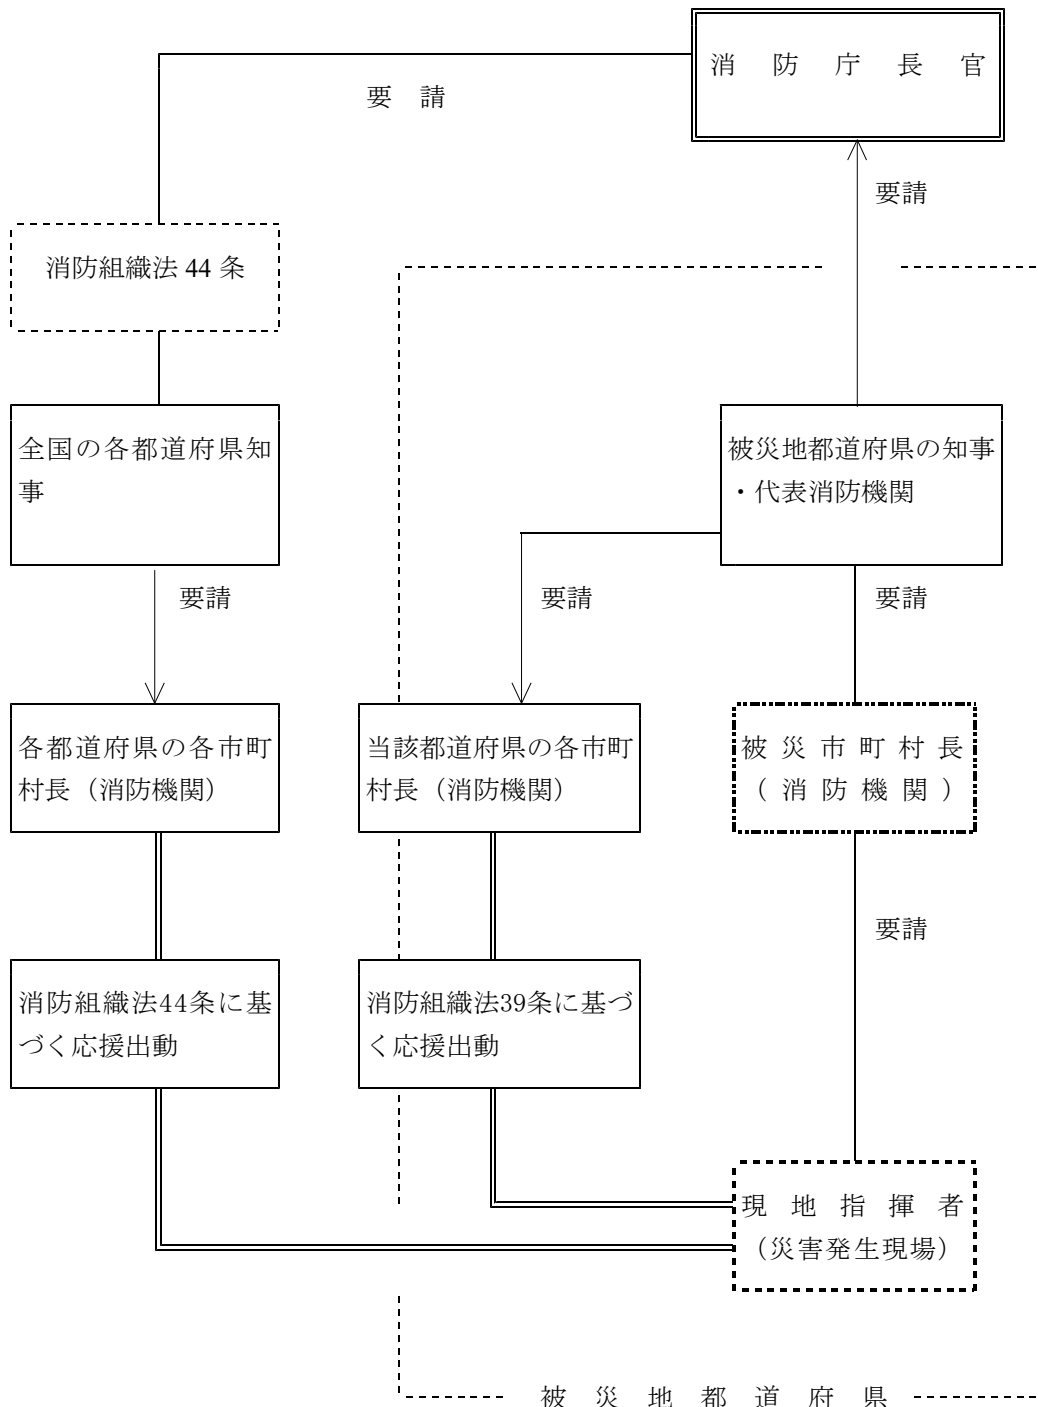 消防庁長官
要請
要請
消防組織法 44 条
全国の各都道府県知
事
被災地都道府県の知事
・代表消防機関
要請
要請
要請
各都道府県の各市町
村長（消防機関）
当該都道府県の各市町
村長（消防機関）
被災市町村長
（消防機関）
要請
消防組織法44条に基
づく応援出動
消防組織法39条に基づ
く応援出動
現地指揮者
（災害発生現場）
被災地都道府県